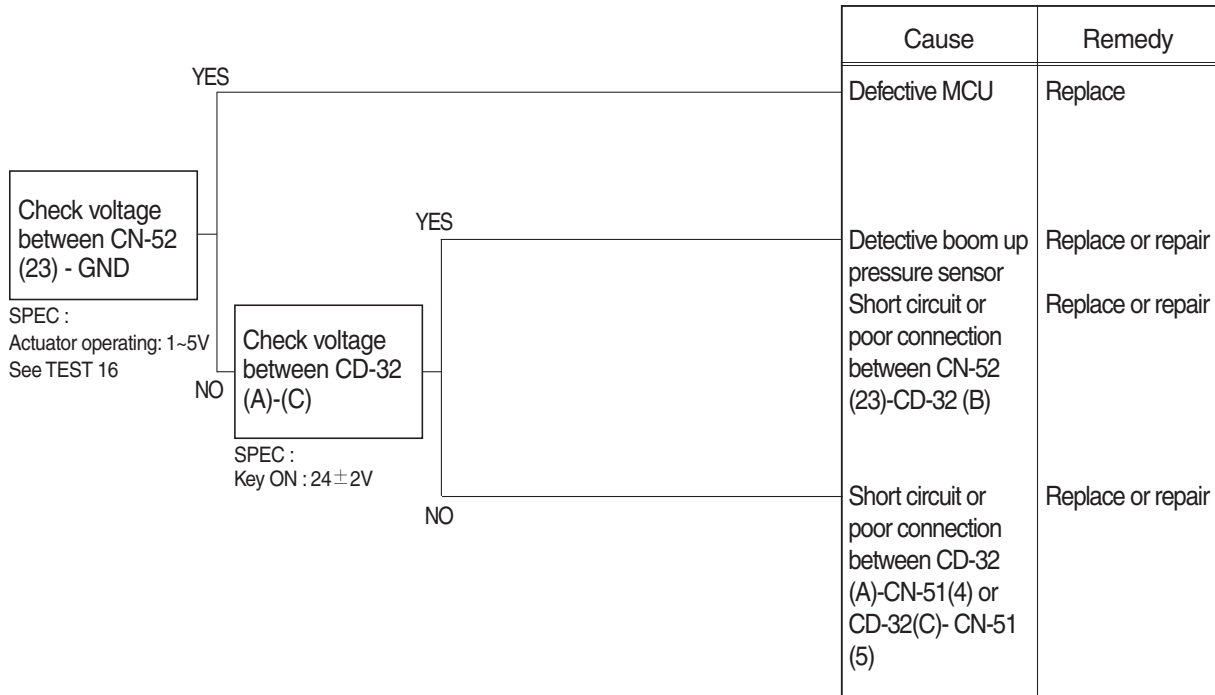 Cause
Remedy
YES
Defective MCU
Replace
Check voltage
between CN-52
(23) - GND
SPEC :
Actuator operating: 1~5V
See TEST 16
NO
YES
Detective boom up
pressure sensor
Replace or repair
Short circuit or
poor connection
between CN-52
(23)-CD-32 (B)
Replace or repair
Check voltage
between CD-32
(A)-(C)
SPEC :
Key ON : 24±2V
NO
Short circuit or
poor connection
between CD-32
(A)-CN-51(4) or
CD-32(C)- CN-51
(5)
Replace or repair